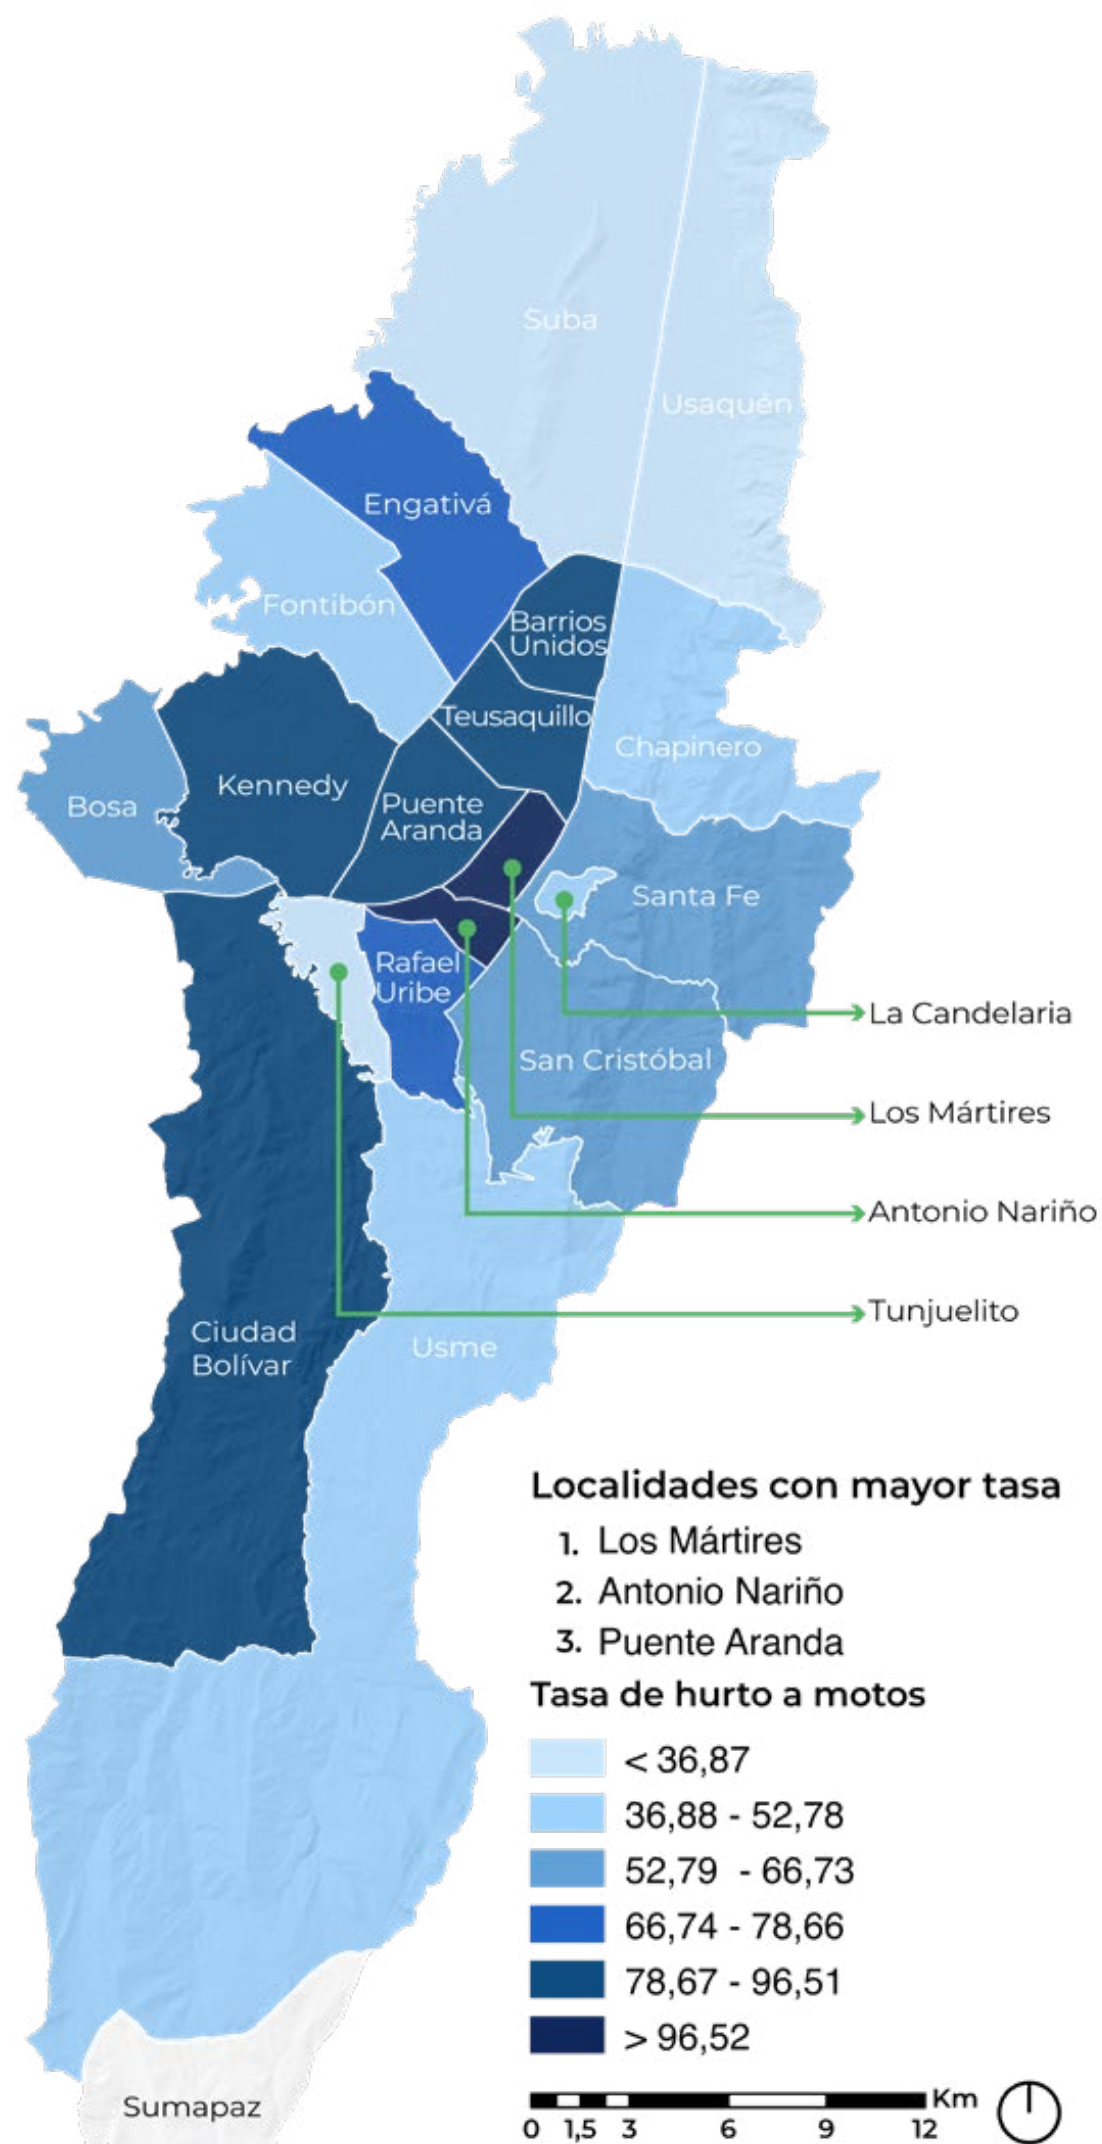 Suba
Usaquén
Engativá
Fontibón
Barrios
Unidos
Teusaquillo
Chapinero
Kennedy
Bosa
Puente
Aranda
Santa Fe
Rafael
Uribe
La Candelaria
San Cristóbal
Los Mártires
Antonio Nariño
Tunjuelito
Ciudad
Bolívar
Usme
Localidades con mayor tasa
1. Los Mártires
2. Antonio Nariño
3. Puente Aranda
Tasa de hurto a motos
< 36,87
36,88 - 52,78
52,79 - 66,73
66,74 - 78,66
78,67 - 96,51
> 96,52
Sumapaz
Km
0 1,5 3 6 9 12